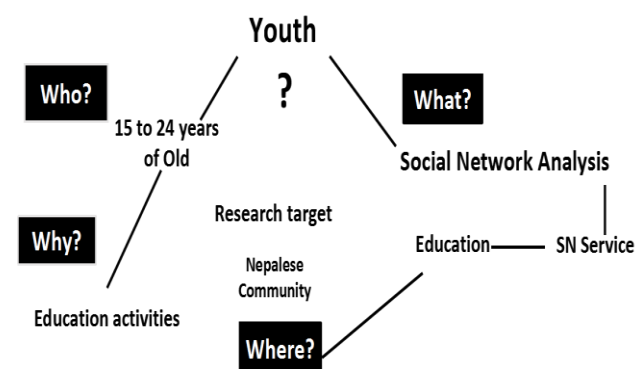 Youth
?
Who?
What?
15 to 24 years
of Old
Social Network Analysis
Research target
Why?
Education
SN Service
Nepalese
Community
Education activities
Where?